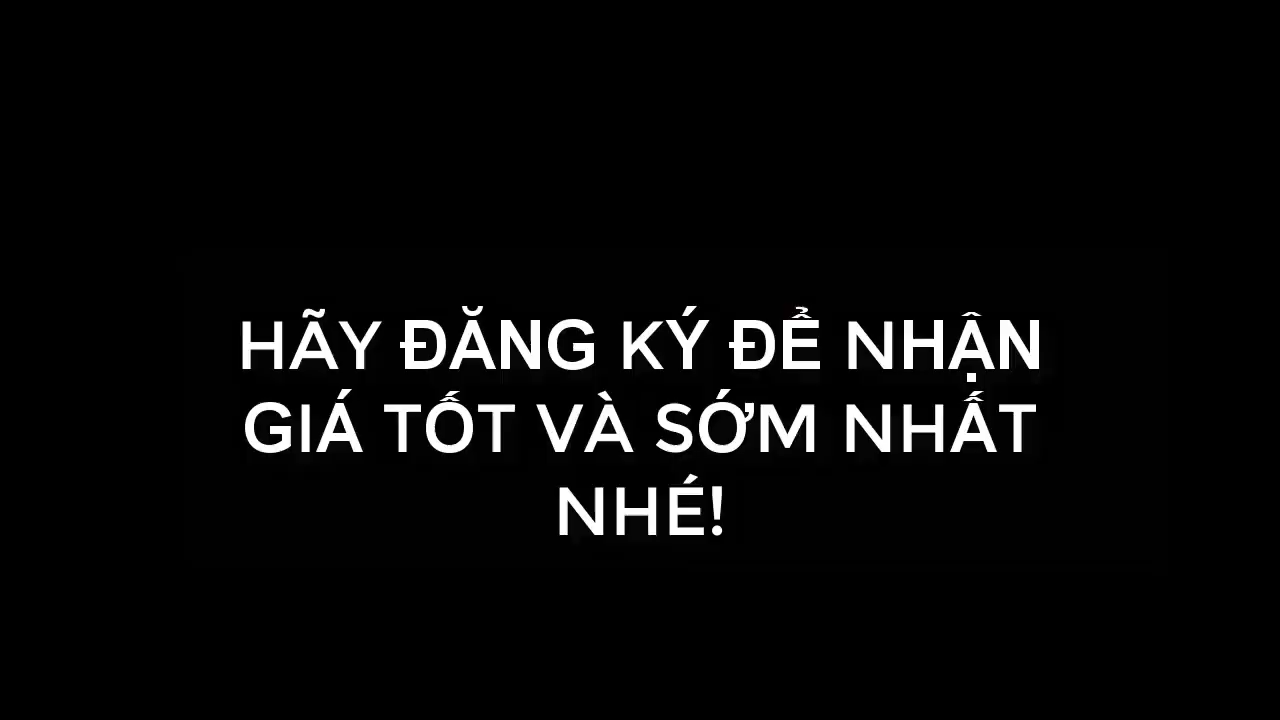 HÃY ĐĂNG KÝ ĐỂ NHẬN
GIÁ TỐT VÀ SỚM NHẤT
NHÉ!